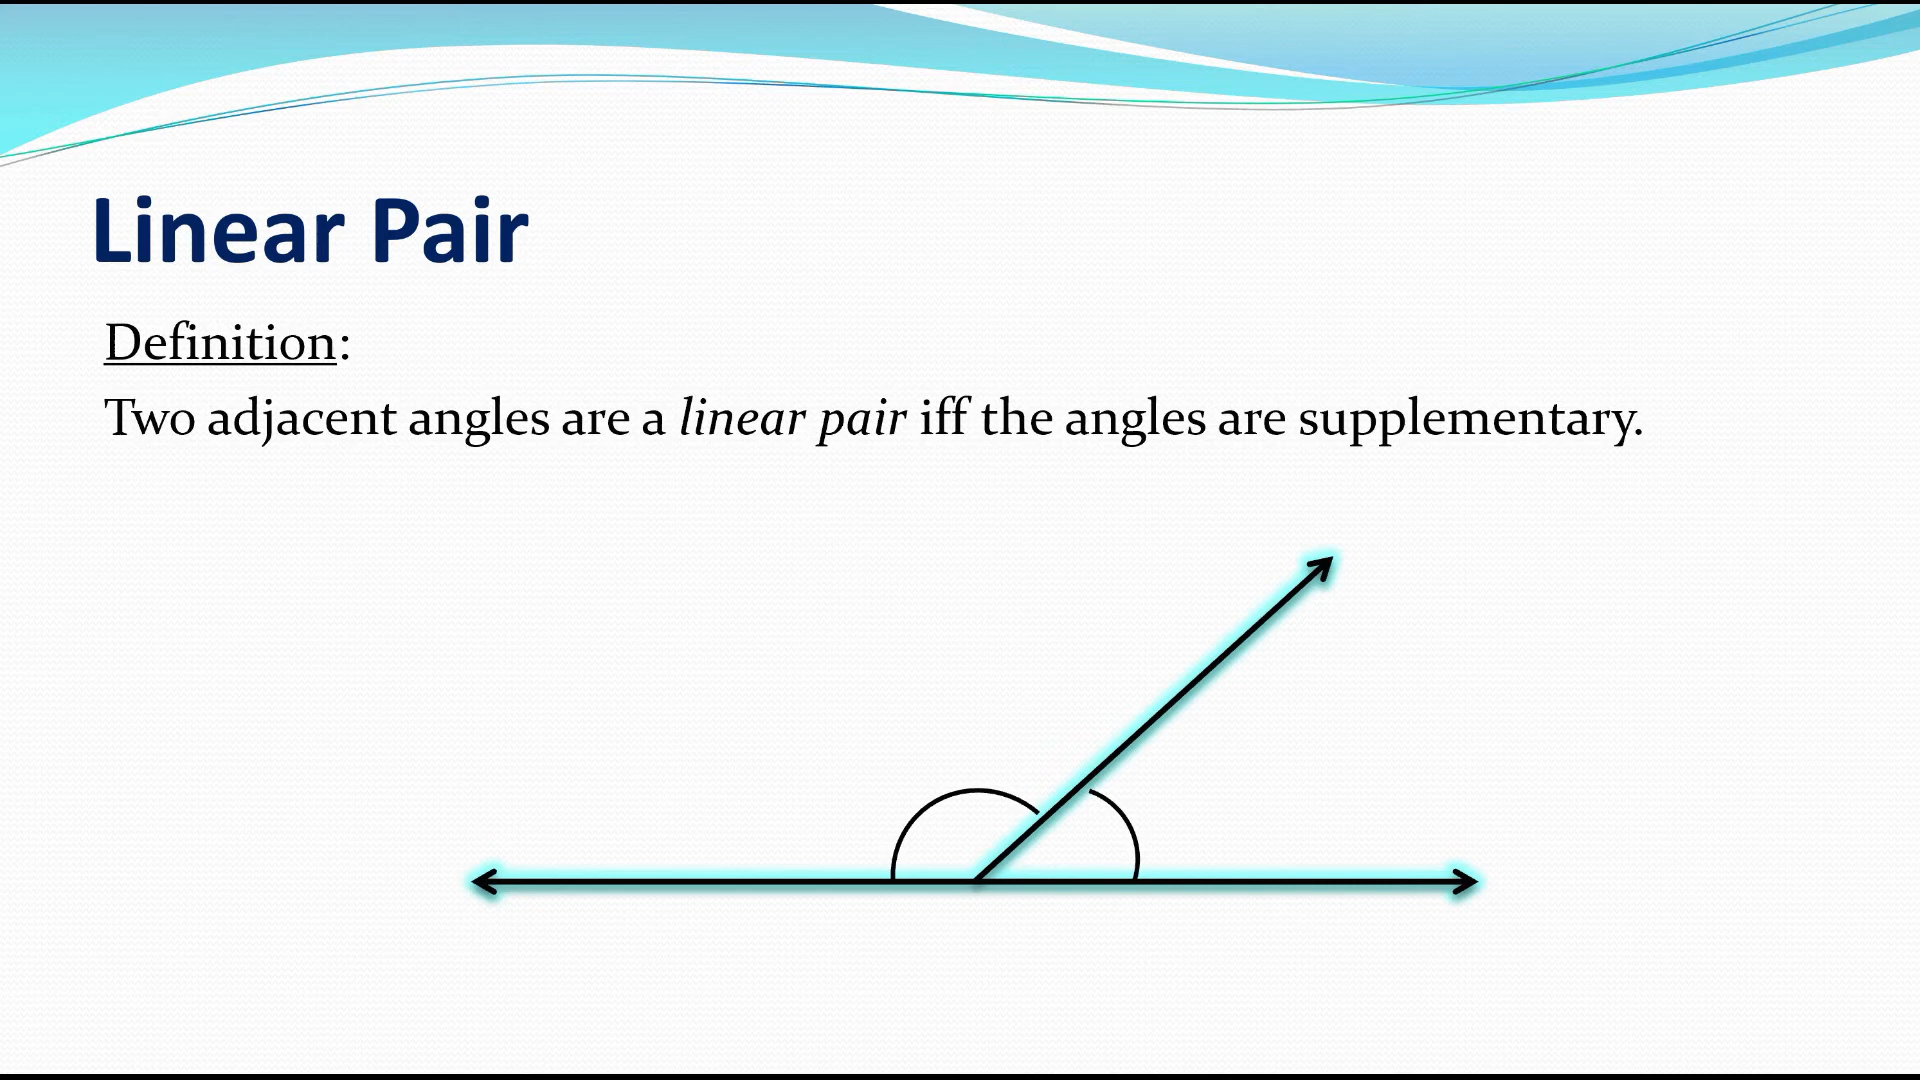 Linear Pair
Definition:
Two adjacent angles are a linear pair iff the angles are supplementary.